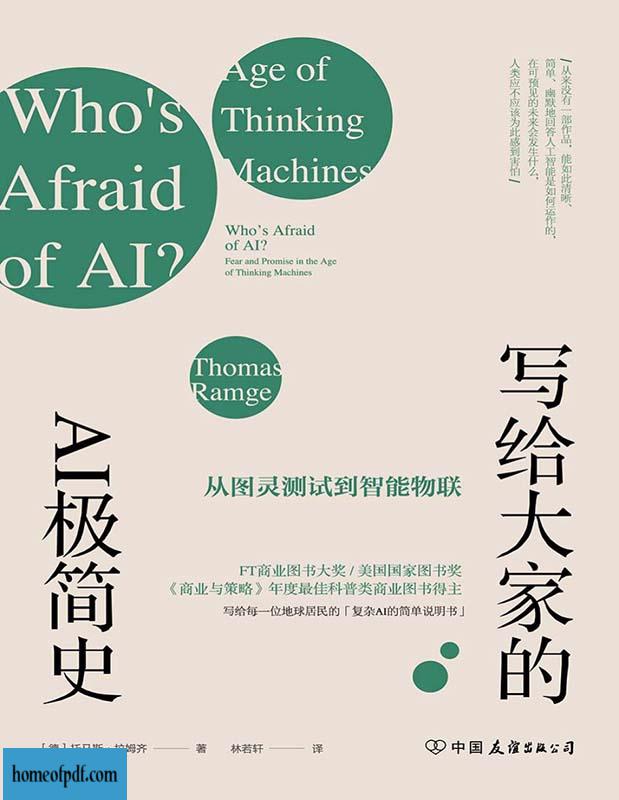 Who's
Afraid
of AI?
Age of
Thinking
Machines
Who's Afraid
of AI?
Fear and Promise in the Age
of Thinking Machines
从来没有一部作品，能如此清晰、
简单、幽默地回答人工智能是如何运作的，
在可预见的未来会发生什么，
人类应不应该为此感到害怕
Thomas
Ramge
写给大家的
AI极简史
从图灵测试到智能物联
FT商业图书大奖 / 美国国家图书奖
《商业与策略》年度最佳科普类商业图书得主
写给每一位地球居民的「复杂AI的简单说明书」
[德]托马斯·拉姆齐 —— 著 林若轩 —— 译
中国友谊出版公司
homeofpdf.com